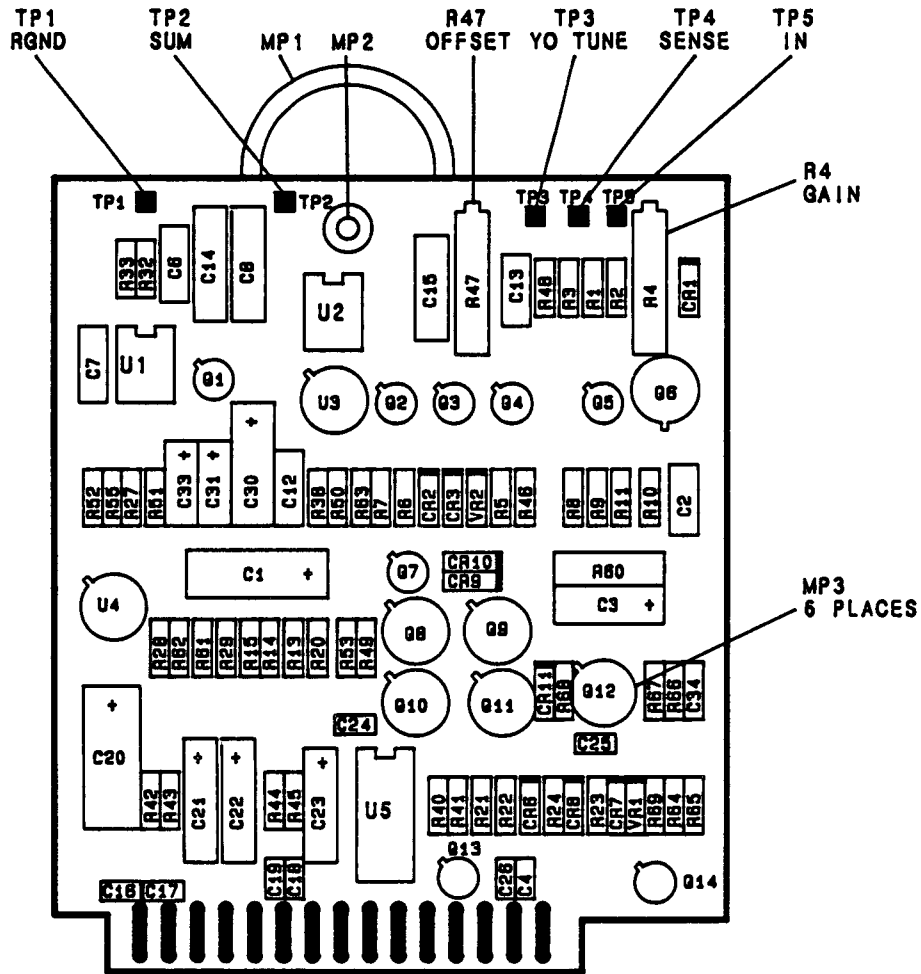 TP1 TP2 R47 TP3 TP4 TP5
RGND SUM MP1 MP2 OFFSET YO TUNE SENSE IN
R4
GAIN
TP1 TP2 TP3 TP4 TP5
R33 R32 C6 C14 C8 U2 C15 R47 C13 R48 R3 R1 R2 R4 CR1
C7 U1 Q1 U3 Q2 Q3 Q4 Q5 Q6
R52 R55 R27 R51 C33 + C31 + C30 + C12 R38 R50 R63 R7 R6 CR2 CR3 VR2 R5 R46 R8 R9 R11 R10 C2
C1 + Q7 CR10 R60
CR9 C3 +
MP3
6 PLACES
U4 R28 R62 R61 R29 R15 R14 R13 R20 R53 R49 Q8 Q9
Q10 Q11 CR11 R68 Q12 R67 R66 C34
C24 C25
+ C20 R42 R43 + C21 + C22 R44 R45 + C23 U5 R40 R41 R21 R22 CR6 R24 CR8 R23 CR7 VR1 R69 R64 R65
C16 C17 C19 C18 Q13 C26 C4 Q14